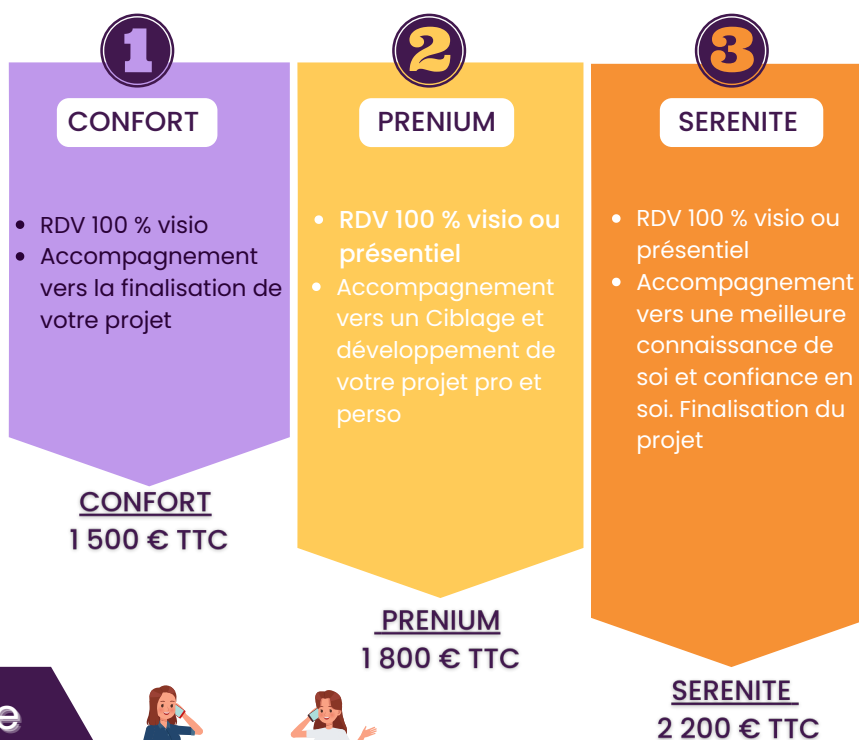 1
CONFORT
• RDV 100 % visio
• Accompagnement
vers la finalisation de
votre projet
CONFORT
1 500 € TTC
2
PRENIUM
• RDV 100 % visio ou
présentiel
• Accompagnement
vers un Ciblage et
développement de
votre projet pro et
perso
PRENIUM
1 800 € TTC
3
SERENITE
• RDV 100 % visio ou
présentiel
• Accompagnement
vers une meilleure
connaissance de
soi et confiance en
soi. Finalisation du
projet
SERENITE
2 200 € TTC
e